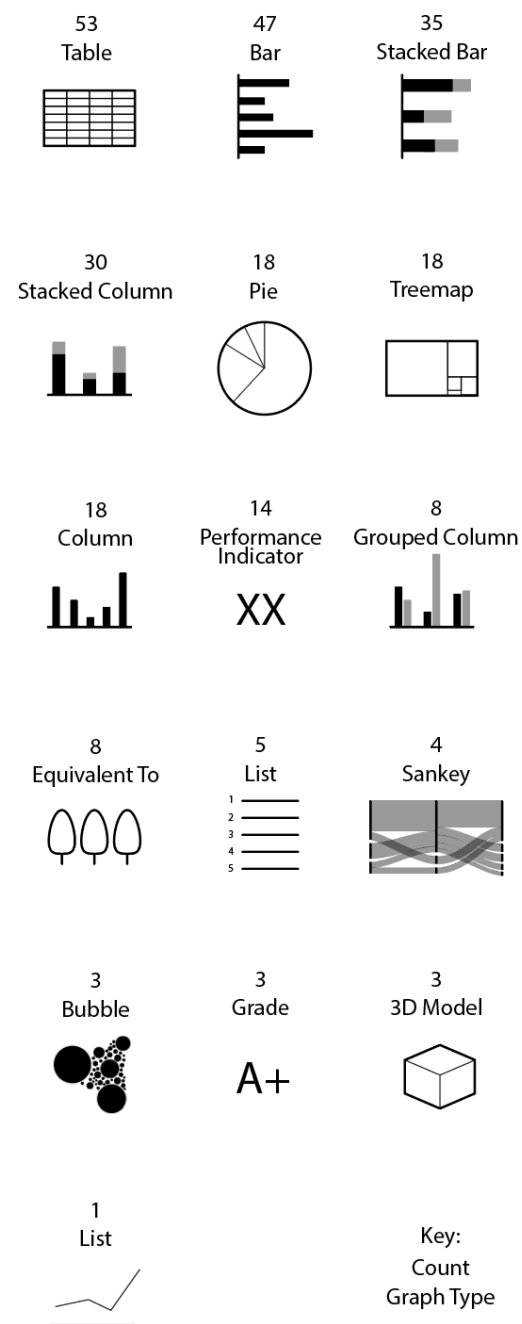 53
Table
47
Bar
35
Stacked Bar
30
Stacked Column
18
Pie
18
Treemap
18
Column
14
Performance
Indicator
XX
8
Grouped Column
8
Equivalent To
5
List
1
2
3
4
5
4
Sankey
3
Bubble
3
Grade
A+
3
3D Model
1
List
Key:
Count
Graph Type